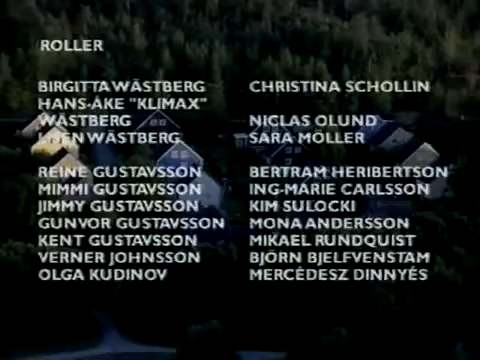 ROLLER
BIRGITTA WÄSTBERG CHRISTINA SCHOLLIN
HANS-ÅKE "KLIMAX"
WÄSTBERG NICLAS OLUND
WÄSTBERG SARA MÖLLER
REINE GUSTAVSSON BERTRAM HERIBERTSON
MIMMI GUSTAVSSON ING-MARIE CARLSSON
JIMMY GUSTAVSSON KIM SULOCKI
GUNVOR GUSTAVSSON MONA ANDERSSON
KENT GUSTAVSSON MIKAEL RUNDQUIST
VERNER JOHNSSON BJÖRN BJELFVENSTAM
OLGA KUDINOV MERCÉDESZ DINNYÉS